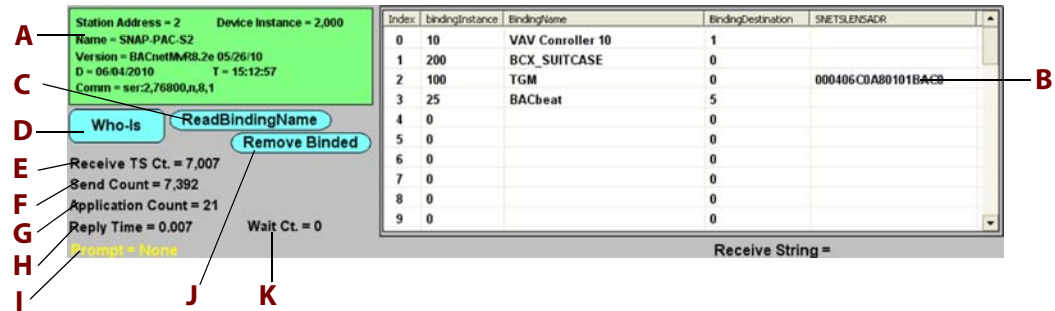 Station Address = 2 Device Instance = 2,000
Name = SNAP-PAC-S2
Version = BACnetMvR8.2e 05/26/10
D = 06/04/2010 T = 15:12:57
Comm = ser:2,76800,n,8,1
A
C
D
Who-Is
ReadBindingName
Remove Binded
E
Receive TS Ct. = 7,007
F
Send Count = 7,392
G
Application Count = 21
H
Reply Time = 0.007 Wait Ct. = 0
I
Prompt = None
J
K
Index bindingInstance BindingName BindingDestination SNETSLENSADR
0 10 VAV Conroller 10 1
1 200 BCX_SUITCASE 0
2 100 TGM 0 000406C0A80101BAC0
B
3 25 BACbeat 5
4 0 0
5 0 0
6 0 0
7 0 0
8 0 0
9 0 0
Receive String =